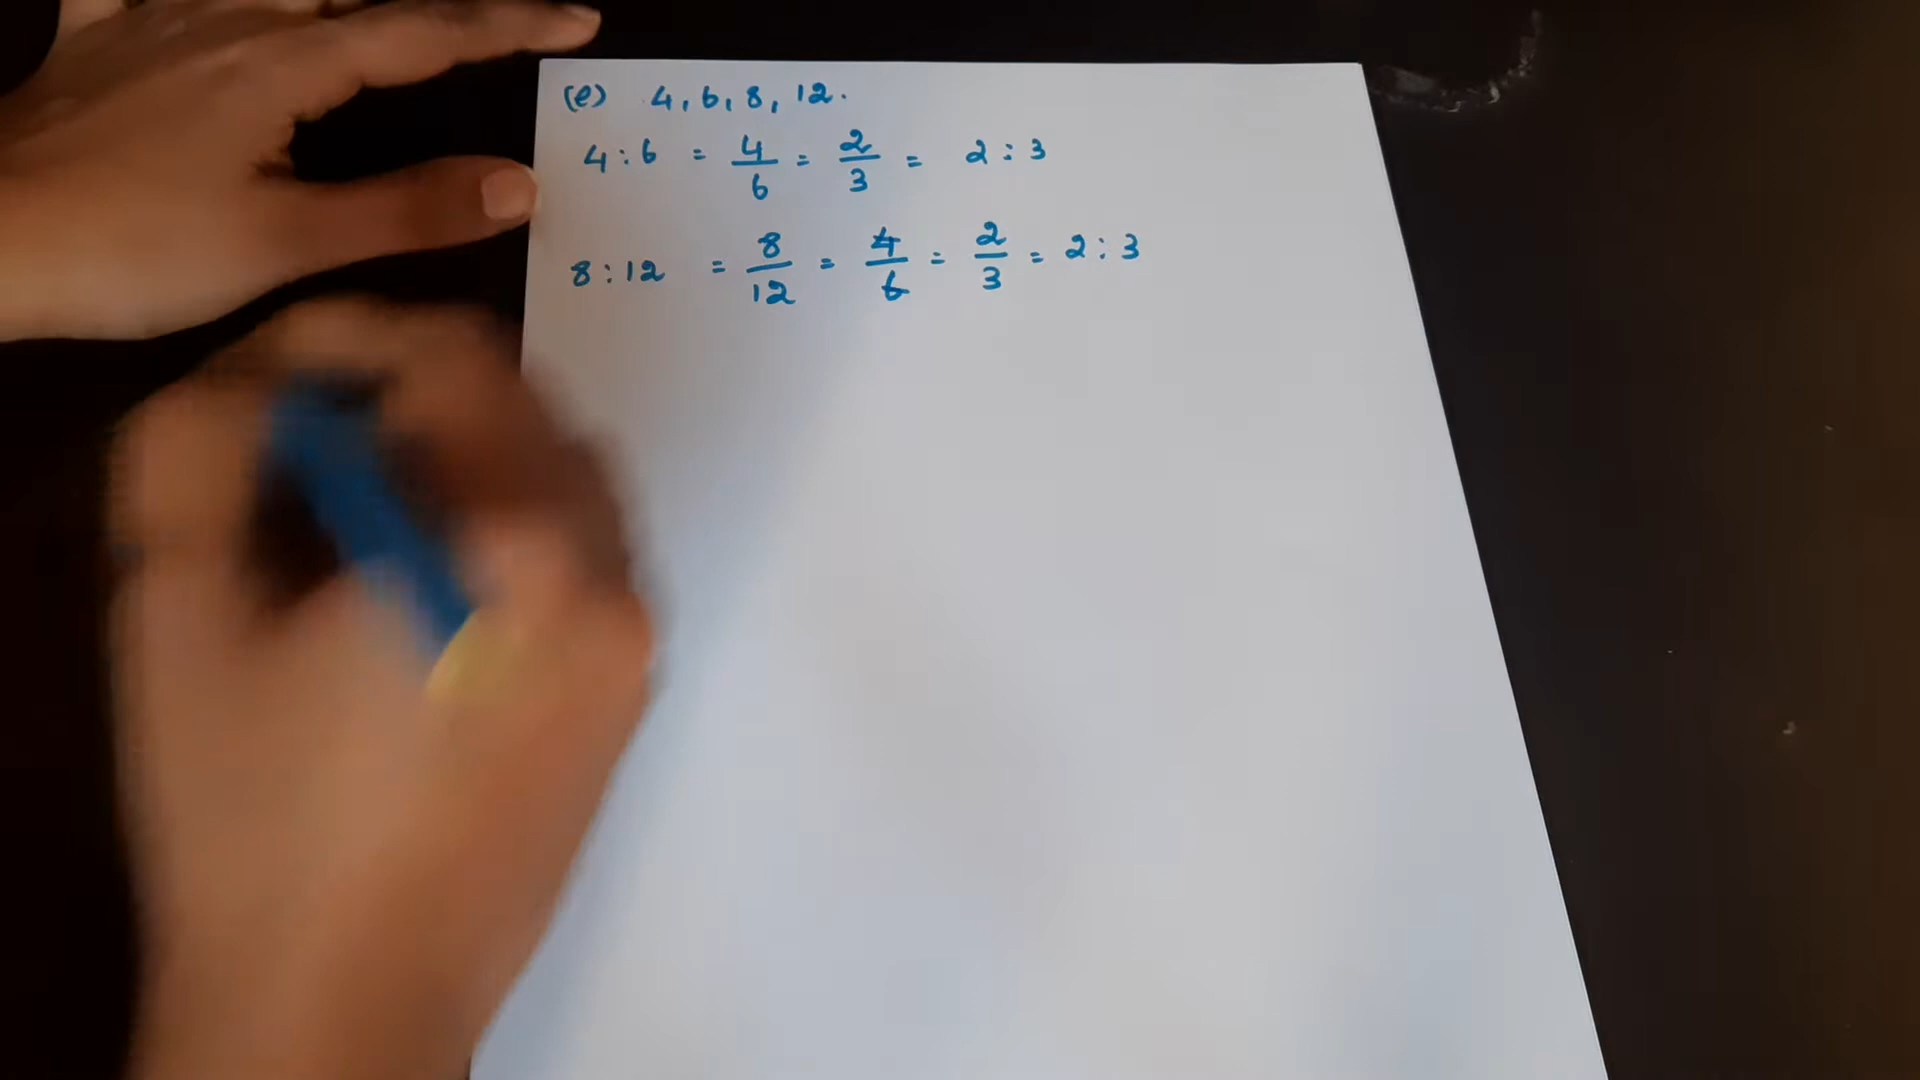 (e) 4, 6, 8, 12.
4 : 6 = 4/6 = 2/3 = 2 : 3
8 : 12 = 8/12 = 4/6 = 2/3 = 2 : 3